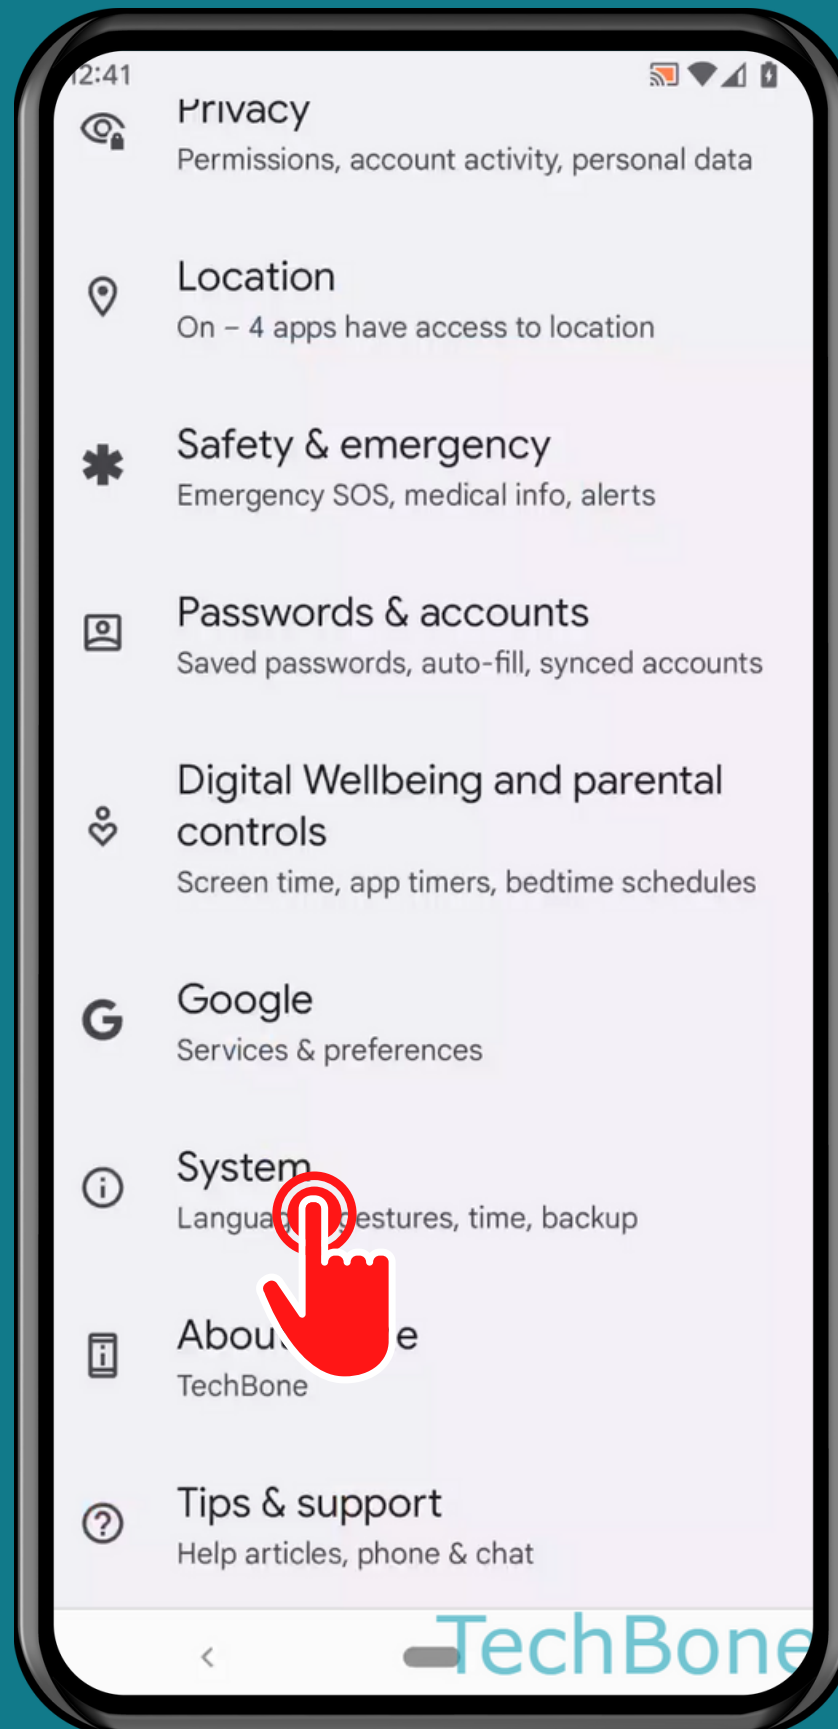 12:41
Privacy
Permissions, account activity, personal data
Location
On – 4 apps have access to location
Safety & emergency
Emergency SOS, medical info, alerts
Passwords & accounts
Saved passwords, auto-fill, synced accounts
Digital Wellbeing and parental
controls
Screen time, app timers, bedtime schedules
Google
Services & preferences
System
gestures, time, backup
TechBone
Tips & support
Help articles, phone & chat
TechBone